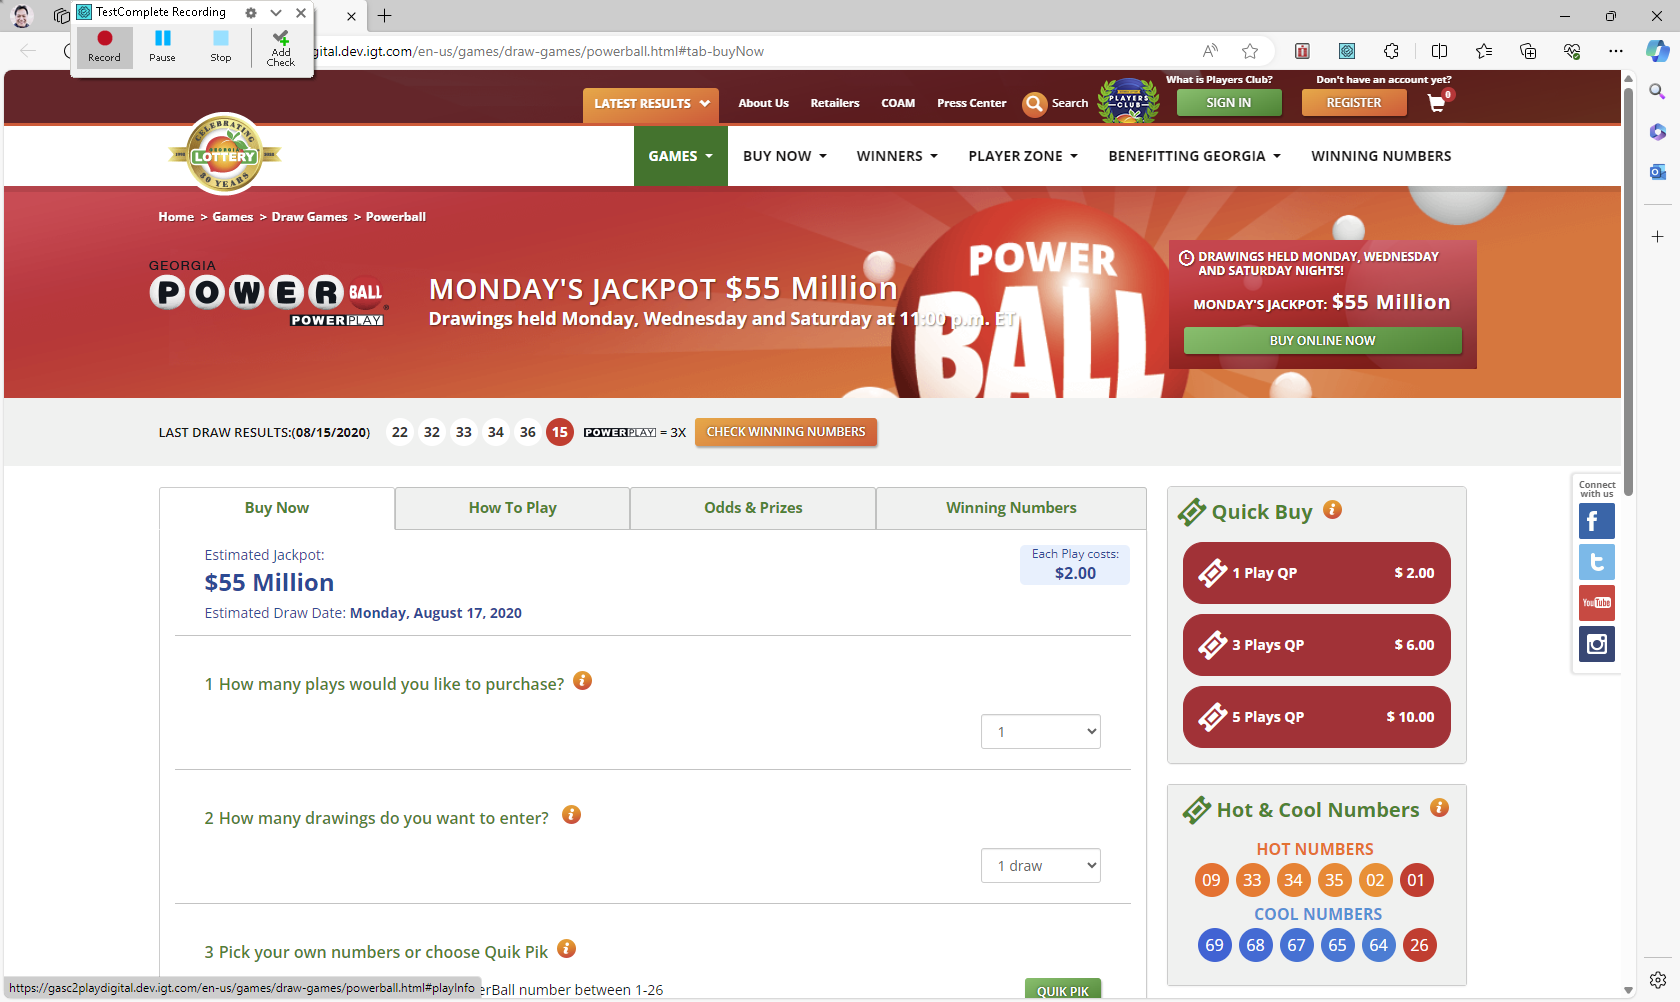 TestComplete Recording
Record
Pause
Stop
Add
Check
gital.dev.igt.com/en-us/games/draw-games/powerball.html#tab-buyNow
LATEST RESULTS
About Us
Retailers
COAM
Press Center
Search
PLAYERS
CLUB
What is Players Club?
SIGN IN
Don't have an account yet?
REGISTER
0
CELEBRATING
GEORGIA
LOTTERY
30 YEARS
GAMES
BUY NOW
WINNERS
PLAYER ZONE
BENEFITTING GEORGIA
WINNING NUMBERS
Home > Games > Draw Games > Powerball
GEORGIA
POWER BALL
POWERPLAY
MONDAY'S JACKPOT $55 Million
Drawings held Monday, Wednesday and Saturday at 11:00 p.m. ET
POWER
BALL
DRAWINGS HELD MONDAY, WEDNESDAY
AND SATURDAY NIGHTS!
MONDAY'S JACKPOT: $55 Million
BUY ONLINE NOW
LAST DRAW RESULTS:(08/15/2020) 22 32 33 34 36 15 POWERPLAY = 3X CHECK WINNING NUMBERS
Buy Now
How To Play
Odds & Prizes
Winning Numbers
Estimated Jackpot:
$55 Million
Estimated Draw Date: Monday, August 17, 2020
Each Play costs:
$2.00
1 How many plays would you like to purchase?
1
2 How many drawings do you want to enter?
1 draw
3 Pick your own numbers or choose Quik Pik
erBall number between 1-26
QUIK PIK
Quick Buy
1 Play QP $ 2.00
3 Plays QP $ 6.00
5 Plays QP $ 10.00
Hot & Cool Numbers
HOT NUMBERS
09 33 34 35 02 01
COOL NUMBERS
69 68 67 65 64 26
Connect
with us
YouTube
https://gasc2playdigital.dev.igt.com/en-us/games/draw-games/powerball.html#playInfo